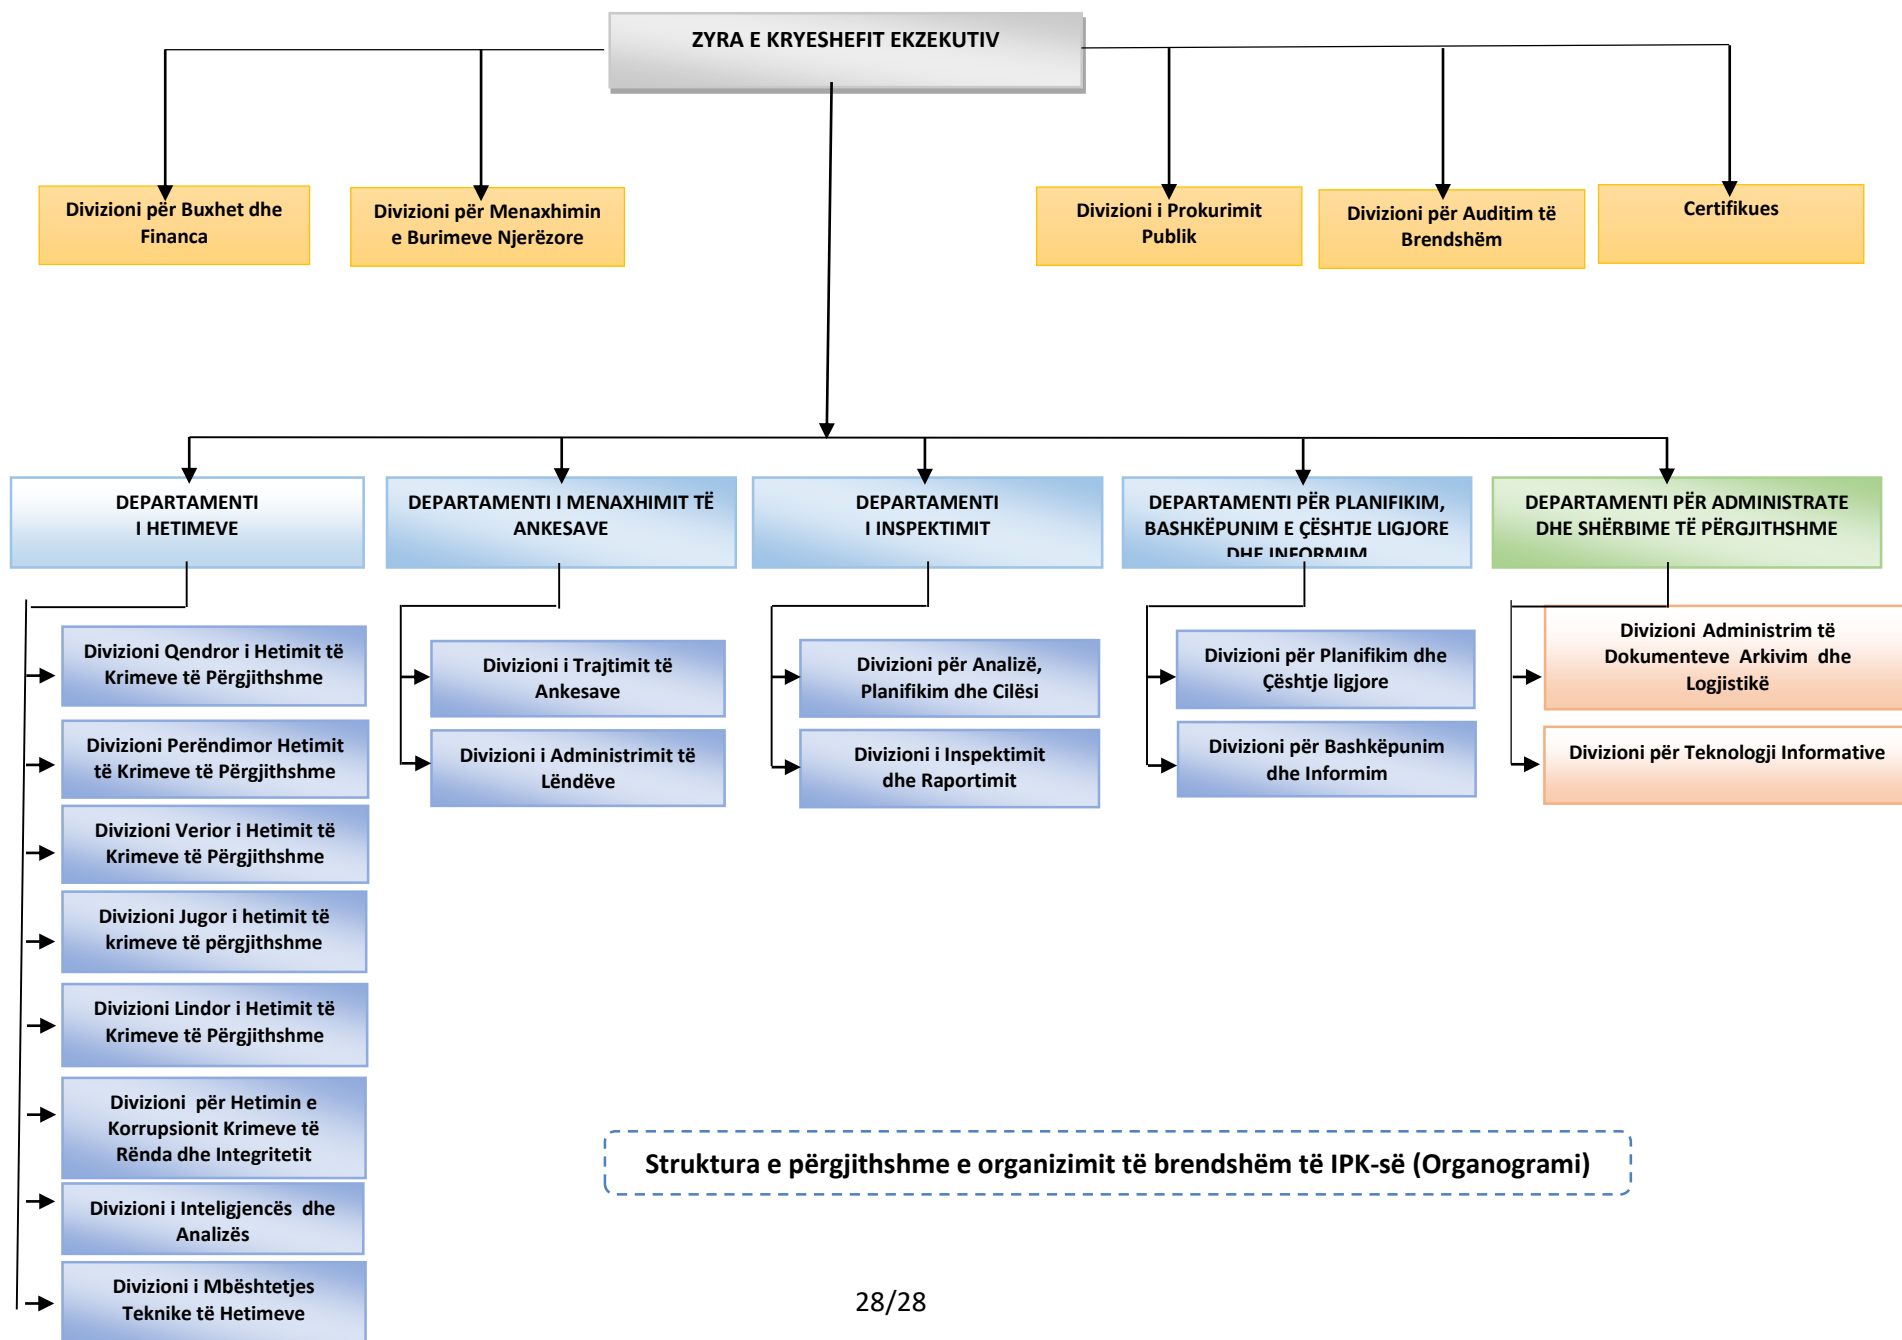 ZYRA E KRYESHEFIT EKZEKUTIV
Divizioni për Buxhet dhe
Financa
Divizioni për Menaxhimin
e Burimeve Njerëzore
Divizioni i Prokurimit
Publik
Divizioni për Auditim të
Brendshëm
Certifikues
DEPARTAMENTI
I HETIMEVE
DEPARTAMENTI I MENAXHIMIT TË
ANKESAVE
DEPARTAMENTI
I INSPEKTIMIT
DEPARTAMENTI PËR PLANIFIKIM,
BASHKËPUNIM E ÇËSHTJE LIGJORE
DHE INFORMIM
DEPARTAMENTI PËR ADMINISTRATE
DHE SHËRBIME TË PËRGJITHSHME
Divizioni Qendror i Hetimit të
Krimeve të Përgjithshme
Divizioni Perëndimor Hetimit
të Krimeve të Përgjithshme
Divizioni Verior i Hetimit të
Krimeve të Përgjithshme
Divizioni Jugor i hetimit të
krimeve të përgjithshme
Divizioni Lindor i Hetimit të
Krimeve të Përgjithshme
Divizioni për Hetimin e
Korrupsionit Krimeve të
Rënda dhe Integritetit
Divizioni i Inteligjencës dhe
Analizës
Divizioni i Mbështetjes
Teknike të Hetimeve
Divizioni i Trajtimit të
Ankesave
Divizioni i Administrimit të
Lëndëve
Divizioni për Analizë,
Planifikim dhe Cilësi
Divizioni i Inspektimit
dhe Raportimit
Divizioni për Planifikim dhe
Çështje ligjore
Divizioni për Bashkëpunim
dhe Informim
Divizioni Administrim të
Dokumenteve Arkivim dhe
Logjistikë
Divizioni për Teknologji Informative
Struktura e përgjithshme e organizimit të brendshëm të IPK-së (Organogrami)
28/28